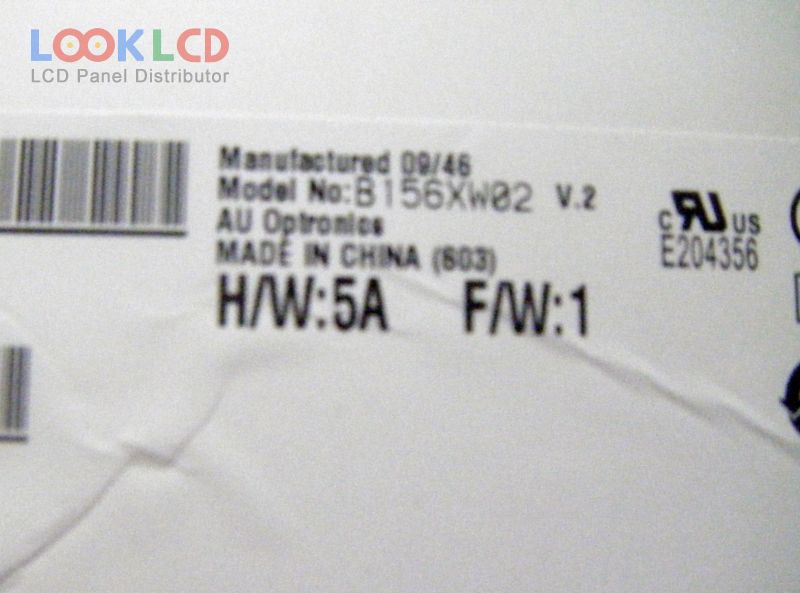 LOOKLCD
LCD Panel Distributor
Manufactured 09/46
Model No:B156XW02 V.2
AU Optronics
MADE IN CHINA (603)
H/W:5A F/W:1
c RU US
E204356